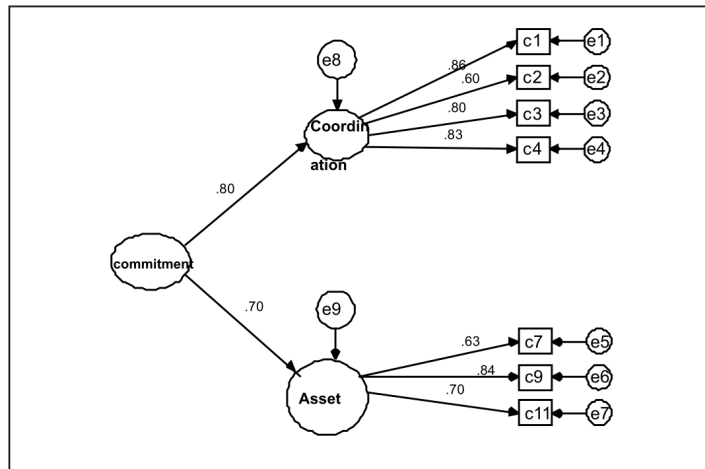 e8
c1
e1
.86
c2
e2
.60
Coordin
ation
.80
c3
e3
.83
c4
e4
.80
commitment
.70
e9
.63
c7
e5
.84
c9
e6
Asset
.70
c11
e7